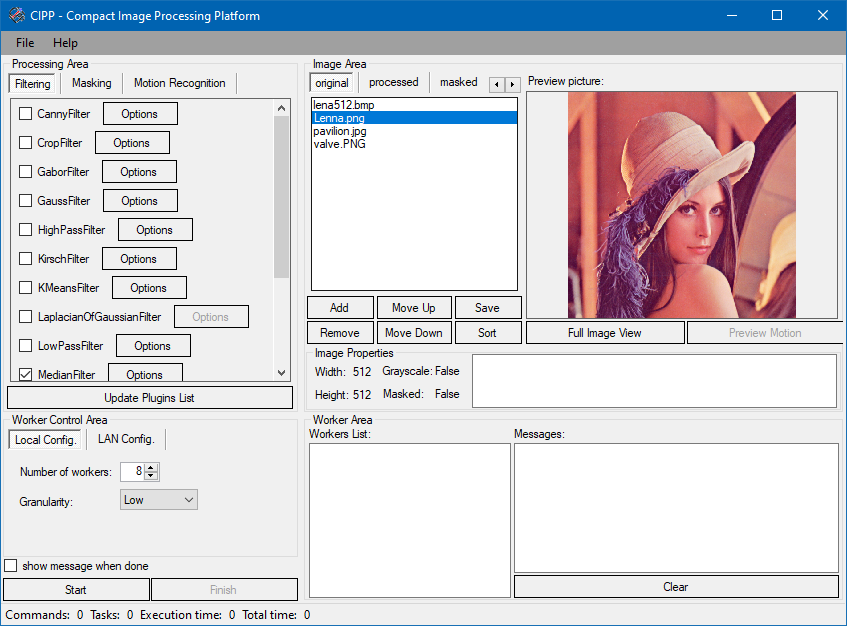 CIPP - Compact Image Processing Platform
File Help
Processing Area
Filtering Masking Motion Recognition
CannyFilter Options
CropFilter Options
GaborFilter Options
GaussFilter Options
HighPassFilter Options
KirschFilter Options
KMeansFilter Options
LaplacianOfGaussianFilter Options
LowPassFilter Options
MedianFilter Options
Update Plugins List
Image Area
original processed masked
lena512.bmp
Lenna.png
pavilion.jpg
valve.PNG
Preview picture:
Add Move Up Save
Remove Move Down Sort
Full Image View Preview Motion
Image Properties
Width: 512 Grayscale: False
Height: 512 Masked: False
Worker Control Area
Local Config. LAN Config.
Number of workers: 8
Granularity: Low
show message when done
Start Finish
Worker Area
Workers List:
Messages:
Clear
Commands: 0 Tasks: 0 Execution time: 0 Total time: 0